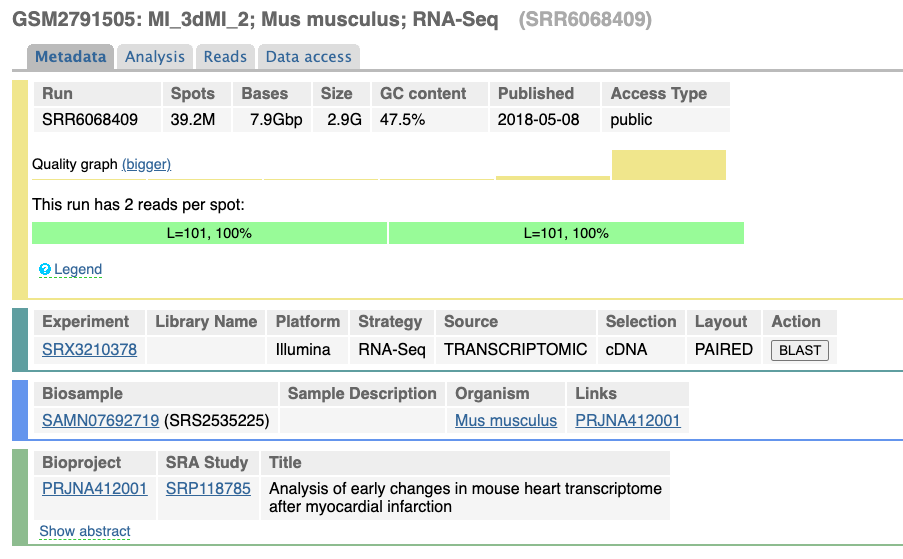 GSM2791505: MI_3dMI_2; Mus musculus; RNA-Seq (SRR6068409)
Metadata Analysis Reads Data access
Run Spots Bases Size GC content Published Access Type
SRR6068409 39.2M 7.9Gbp 2.9G 47.5% 2018-05-08 public
Quality graph (bigger)
This run has 2 reads per spot:
L=101, 100% L=101, 100%
? Legend
Experiment Library Name Platform Strategy Source Selection Layout Action
SRX3210378 Illumina RNA-Seq TRANSCRIPTOMIC cDNA PAIRED BLAST
Biosample Sample Description Organism Links
SAMN07692719 (SRS2535225) Mus musculus PRJNA412001
Bioproject SRA Study Title
PRJNA412001 SRP118785 Analysis of early changes in mouse heart transcriptome
after myocardial infarction
Show abstract